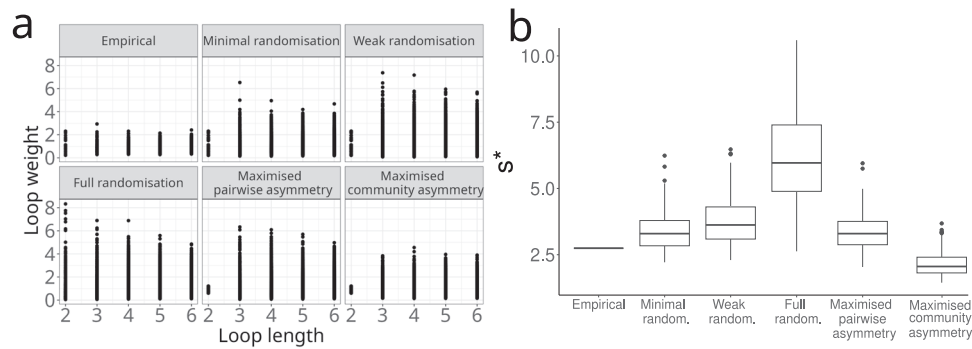 a
Empirical
Minimal randomisation
Weak randomisation
8
6
4
2
0
Full randomisation
Maximised
pairwise asymmetry
Maximised
community asymmetry
8
6
4
2
0
2 3 4 5 6 2 3 4 5 6 2 3 4 5 6
Loop weight
Loop length
b
10.0
7.5
5.0
2.5
s*
Empirical
Minimal
random.
Weak
random.
Full
random.
Maximised
pairwise
asymmetry
Maximised
community
asymmetry